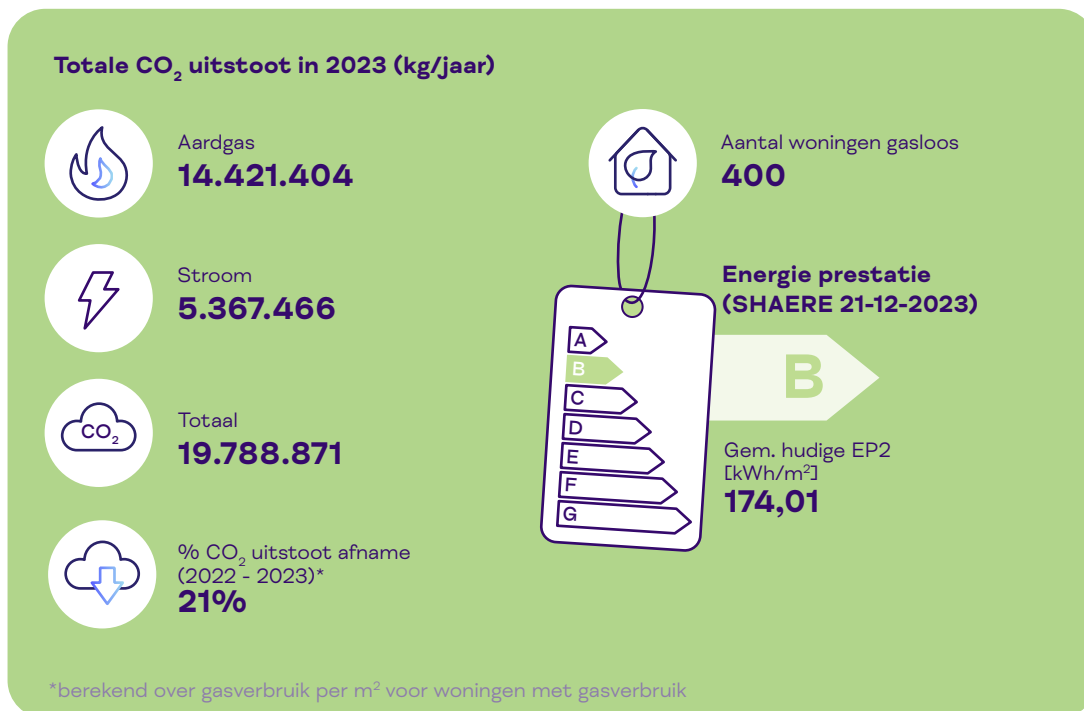 Totale CO₂ uitstoot in 2023 (kg/jaar)
Aardgas
14.421.404
Stroom
5.367.466
CO₂
Totaal
19.788.871
% CO₂ uitstoot afname
(2022 - 2023)*
21%
Aantal woningen gasloos
400
Energie prestatie
(SHAERE 21-12-2023)
A
B
C
D
E
F
G
B
Gem. hudige EP2
[kWh/m²]
174,01
*berekend over gasverbruik per m² voor woningen met gasverbruik